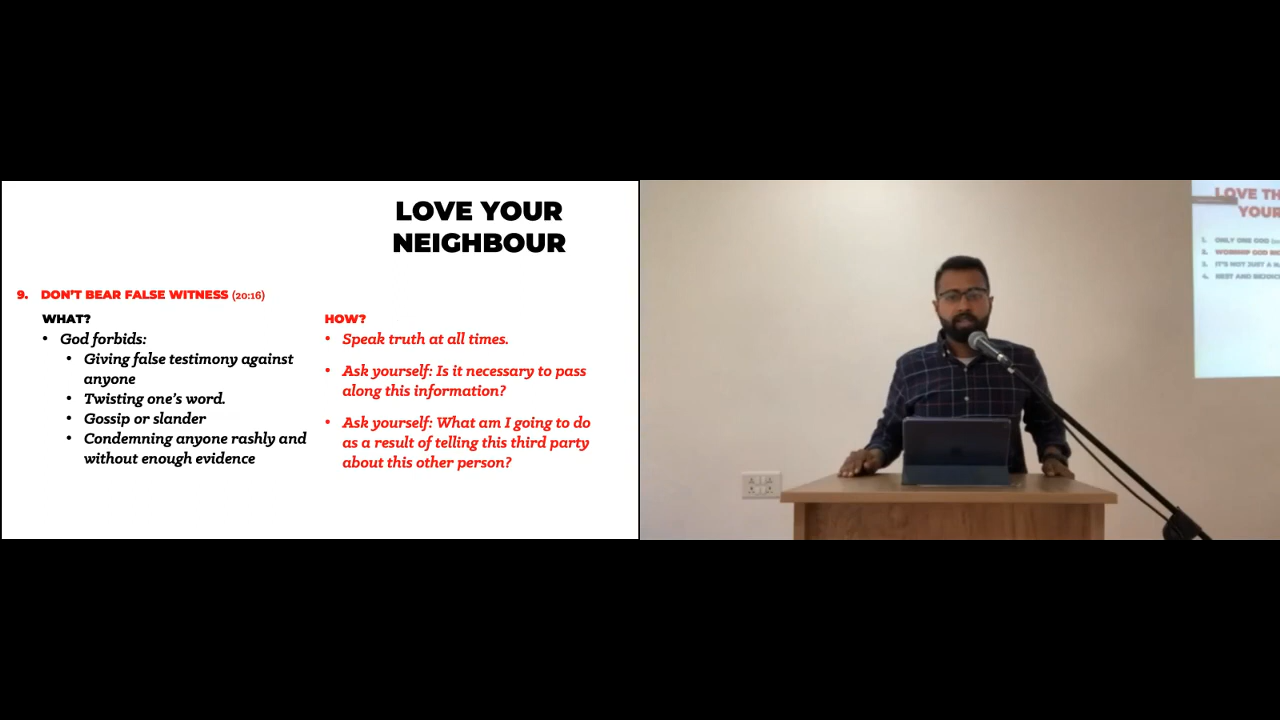 LOVE YOUR
NEIGHBOUR
9. DON'T BEAR FALSE WITNESS (20:16)
WHAT?
• God forbids:
• Giving false testimony against
anyone
• Twisting one's word.
• Gossip or slander
• Condemning anyone rashly and
without enough evidence
HOW?
• Speak truth at all times.
• Ask yourself: Is it necessary to pass
along this information?
• Ask yourself: What am I going to do
as a result of telling this third party
about this other person?
LOVE TH
YOUR
1. ONLY ONE GOD
2. WORSHIP GOD
3. IT'S NOT JUST A
4. REST AND